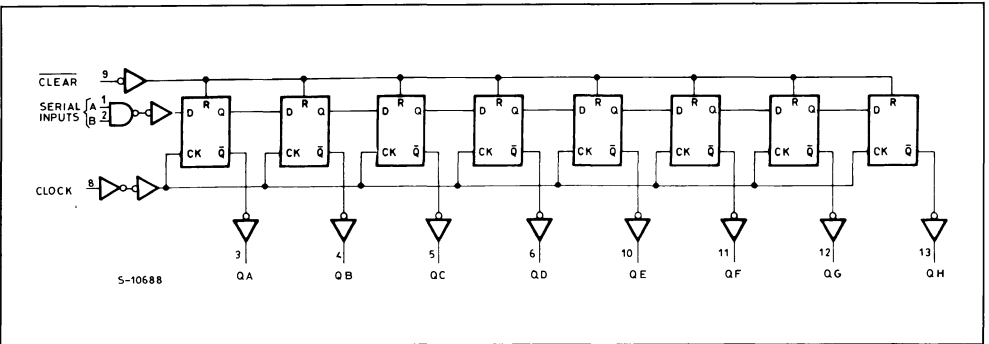 CLEAR 9
SERIAL INPUTS { A 1
B 2
R R R R R R R R
D Q D Q D Q D Q D Q D Q D Q D
CK Q̄ CK Q̄ CK Q̄ CK Q̄ CK Q̄ CK Q̄ CK Q̄ CK
CLOCK 8
3 4 5 6 10 11 12 13
QA QB QC QD QE QF QG QH
S-10688